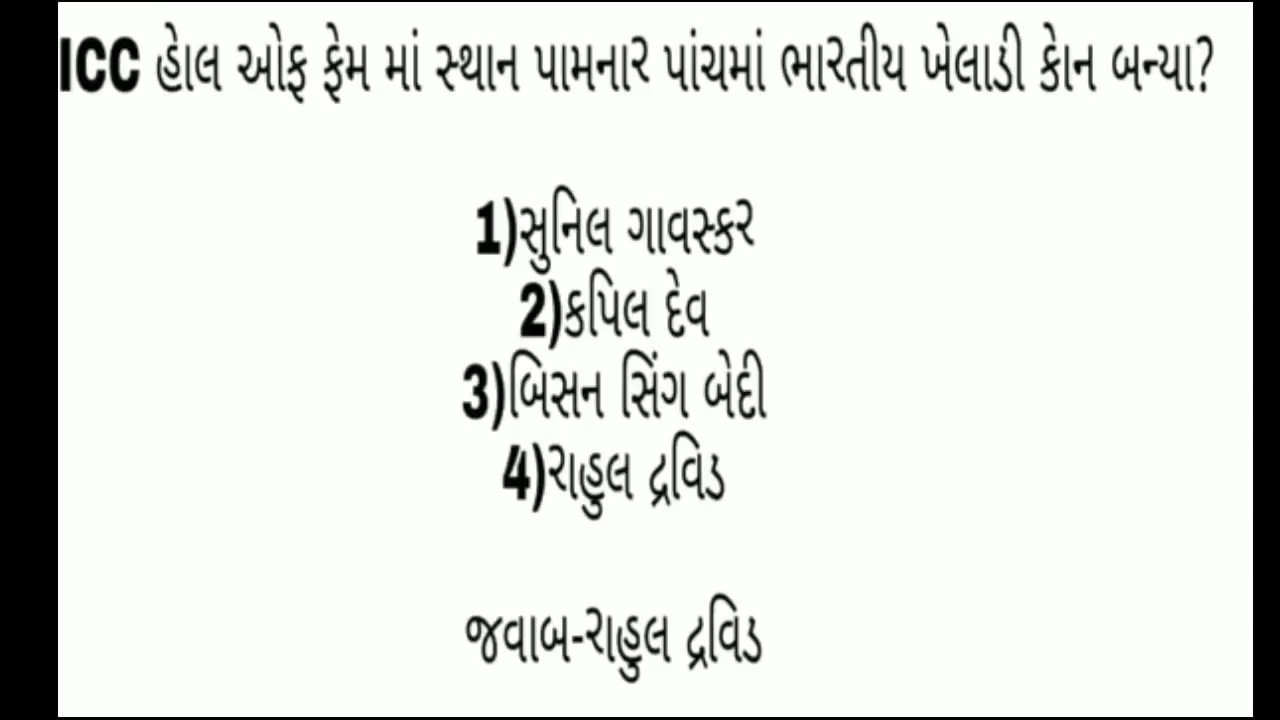 ICC હોલ ઓફ ફેમ માં સ્થાન પામનાર પાંચમાં ભારતીય ખેલાડી કોન બન્યા?
1)સુનિલ ગાવસ્કર
2)કપિલ દેવ
3)બિસન સિંગ બેદી
4)રાહુલ દ્રવિડ
જવાબ-રાહુલ દ્રવિડ